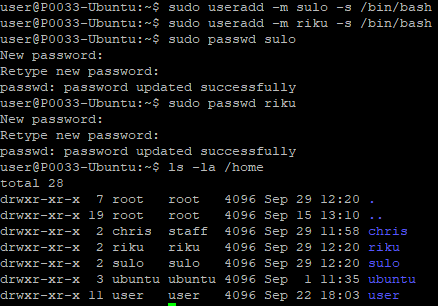 user@P0033-Ubuntu:~$ sudo useradd -m sulo -s /bin/bash
user@P0033-Ubuntu:~$ sudo useradd -m riku -s /bin/bash
user@P0033-Ubuntu:~$ sudo passwd sulo
New password:
Retype new password:
passwd: password updated successfully
user@P0033-Ubuntu:~$ sudo passwd riku
New password:
Retype new password:
passwd: password updated successfully
user@P0033-Ubuntu:~$ ls -la /home
total 28
drwxr-xr-x  7 root   root   4096 Sep 29 12:20 .
drwxr-xr-x 19 root   root   4096 Sep 15 13:10 ..
drwxr-xr-x  2 chris  staff  4096 Sep 29 11:58 chris
drwxr-xr-x  2 riku   riku   4096 Sep 29 12:20 riku
drwxr-xr-x  2 sulo   sulo   4096 Sep 29 12:20 sulo
drwxr-xr-x  3 ubuntu ubuntu 4096 Sep  1 11:35 ubuntu
drwxr-xr-x 11 user   user   4096 Sep 22 18:03 user